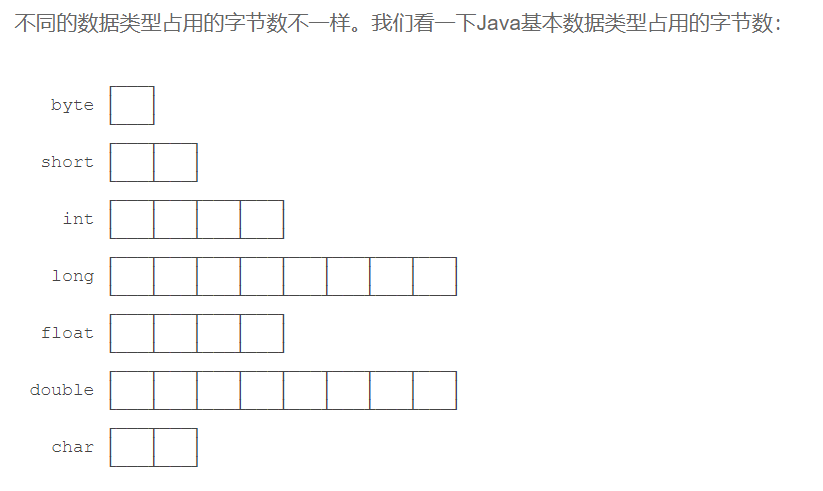 不同的数据类型占用的字节数不一样。我们看一下Java基本数据类型占用的字节数：
byte
short
int
long
float
double
char